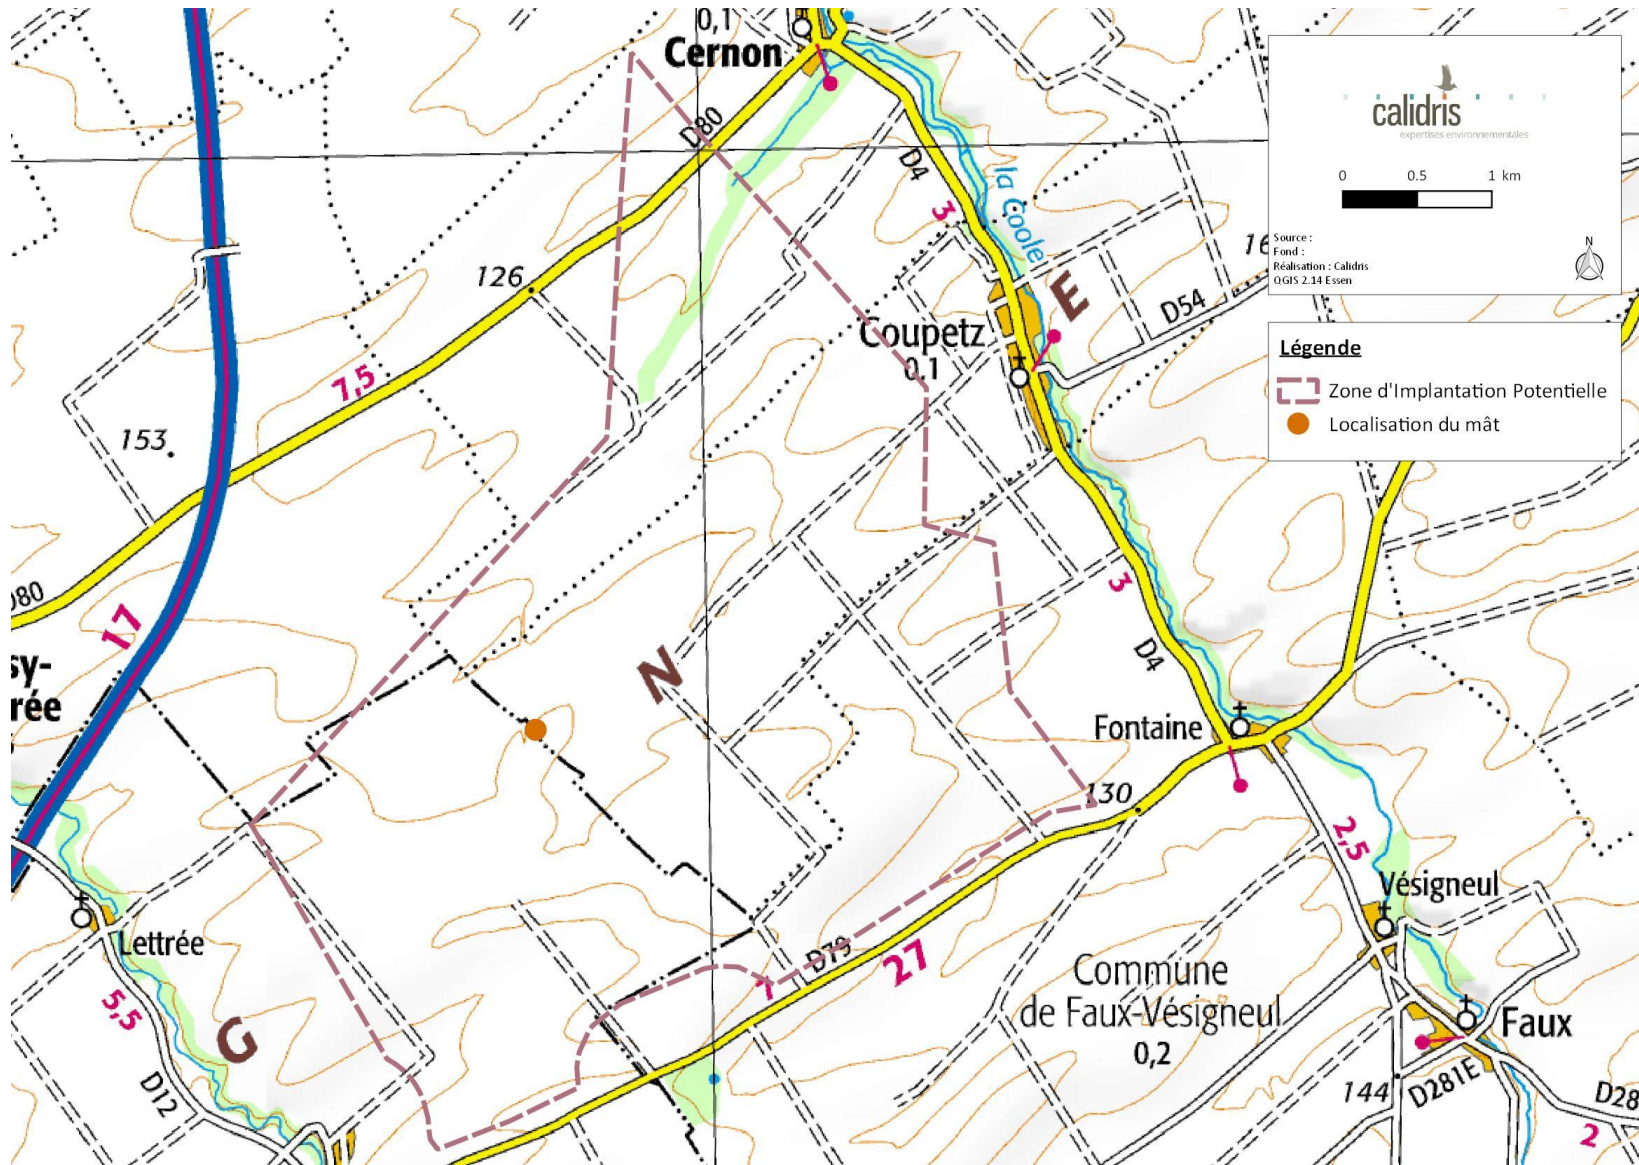 0,1
Cernon
D80
D4
3
la Coole
126
7,5
153
E
D54
Coupetz
0,1
calidris
expertises environnementales
0 0.5 1 km
Source :
Fond :
Réalisation : Calidris
QGIS 2.14 Essen
N
Légende
Zone d'Implantation Potentielle
Localisation du mât
17
sy-
rée
N
3
D4
Fontaine
130
2,5
Vésigneul
Lettrée
5,5
G
D12
D79
27
Commune
de Faux-Vésigneul
0,2
Faux
144
D281E
D28
2